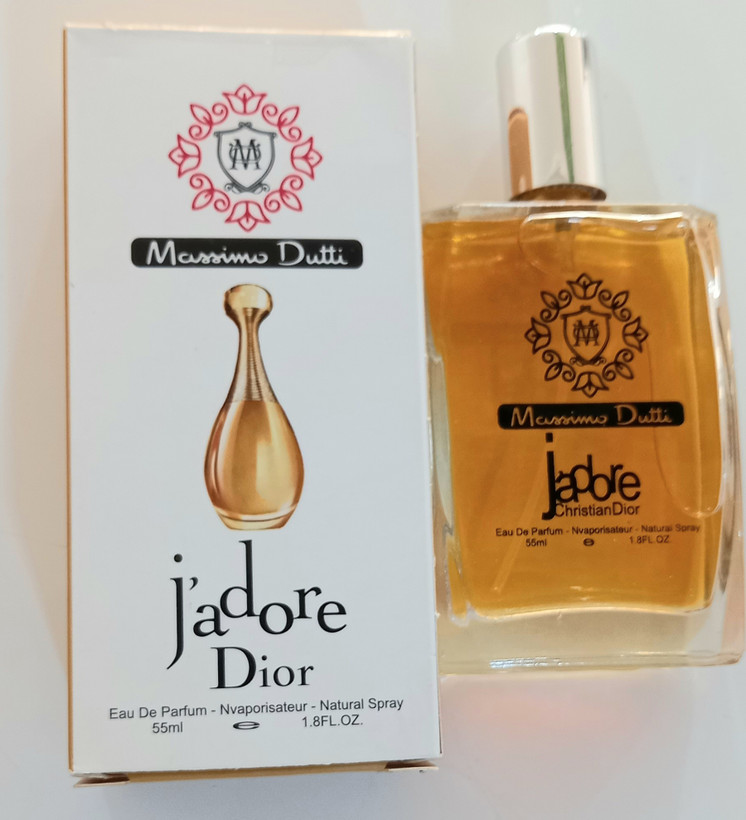 M
Massimo Dutti
j'adore
Dior
Eau De Parfum - Nvaporisateur - Natural Spray
55ml e 1.8FL.OZ.
M
Massimo Dutti
j'adore
ChristianDior
Eau De Parfum - Nvaporisateur - Natural Spray
55ml e 1.8FL.OZ